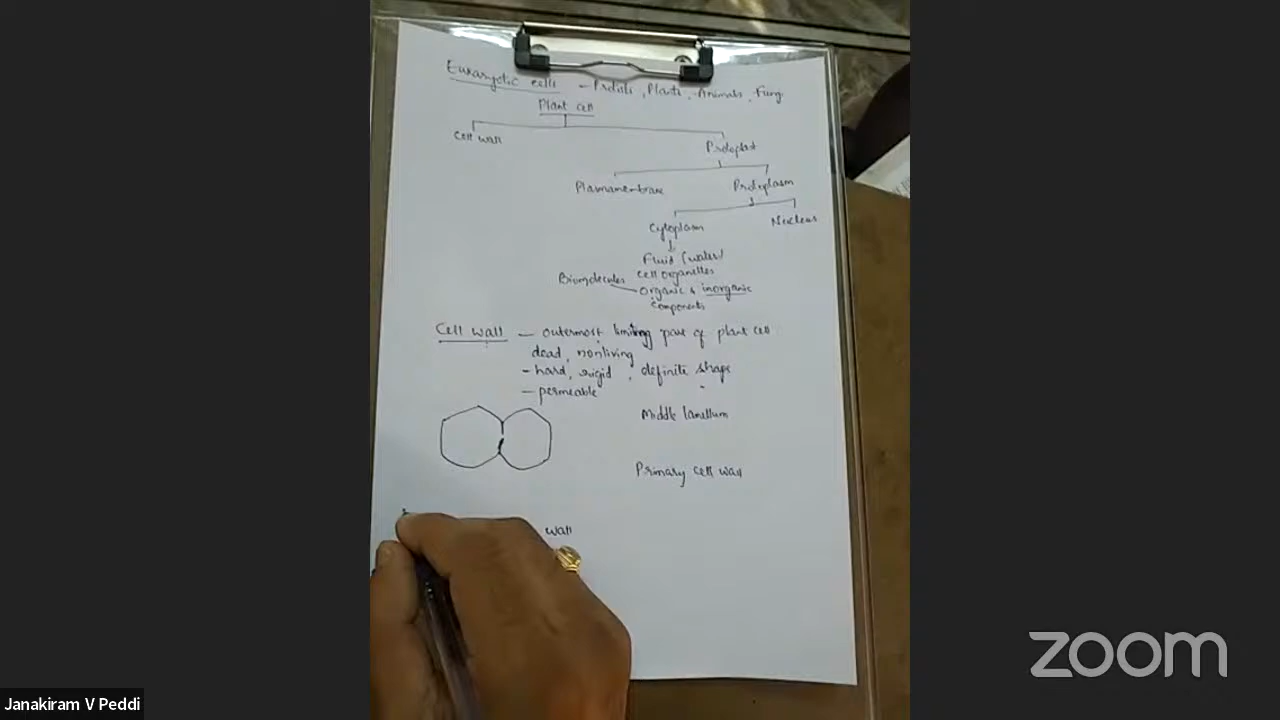 Eukaryotic cells - Protists, Plants, Animals, Fungi
Plant cell
Cell wall
Protoplast
Plasmamembrane
Protoplasm
Cytoplasm
Nucleus
Fluid (water)
cell organelles
Biomolecules
organic & inorganic
components
Cell wall - outermost limiting part of plant cell
dead, nonliving
- hard, rigid, definite shape
- permeable
Middle lamellum
Primary cell wall
wall
Janakiram V Peddi
zoom